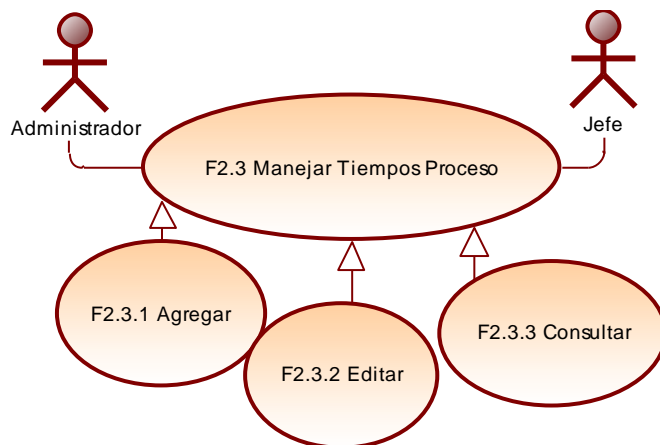 Administrador
Jefe
F2.3 Manejar Tiempos Proceso
F2.3.1 Agregar
F2.3.2 Editar
F2.3.3 Consultar